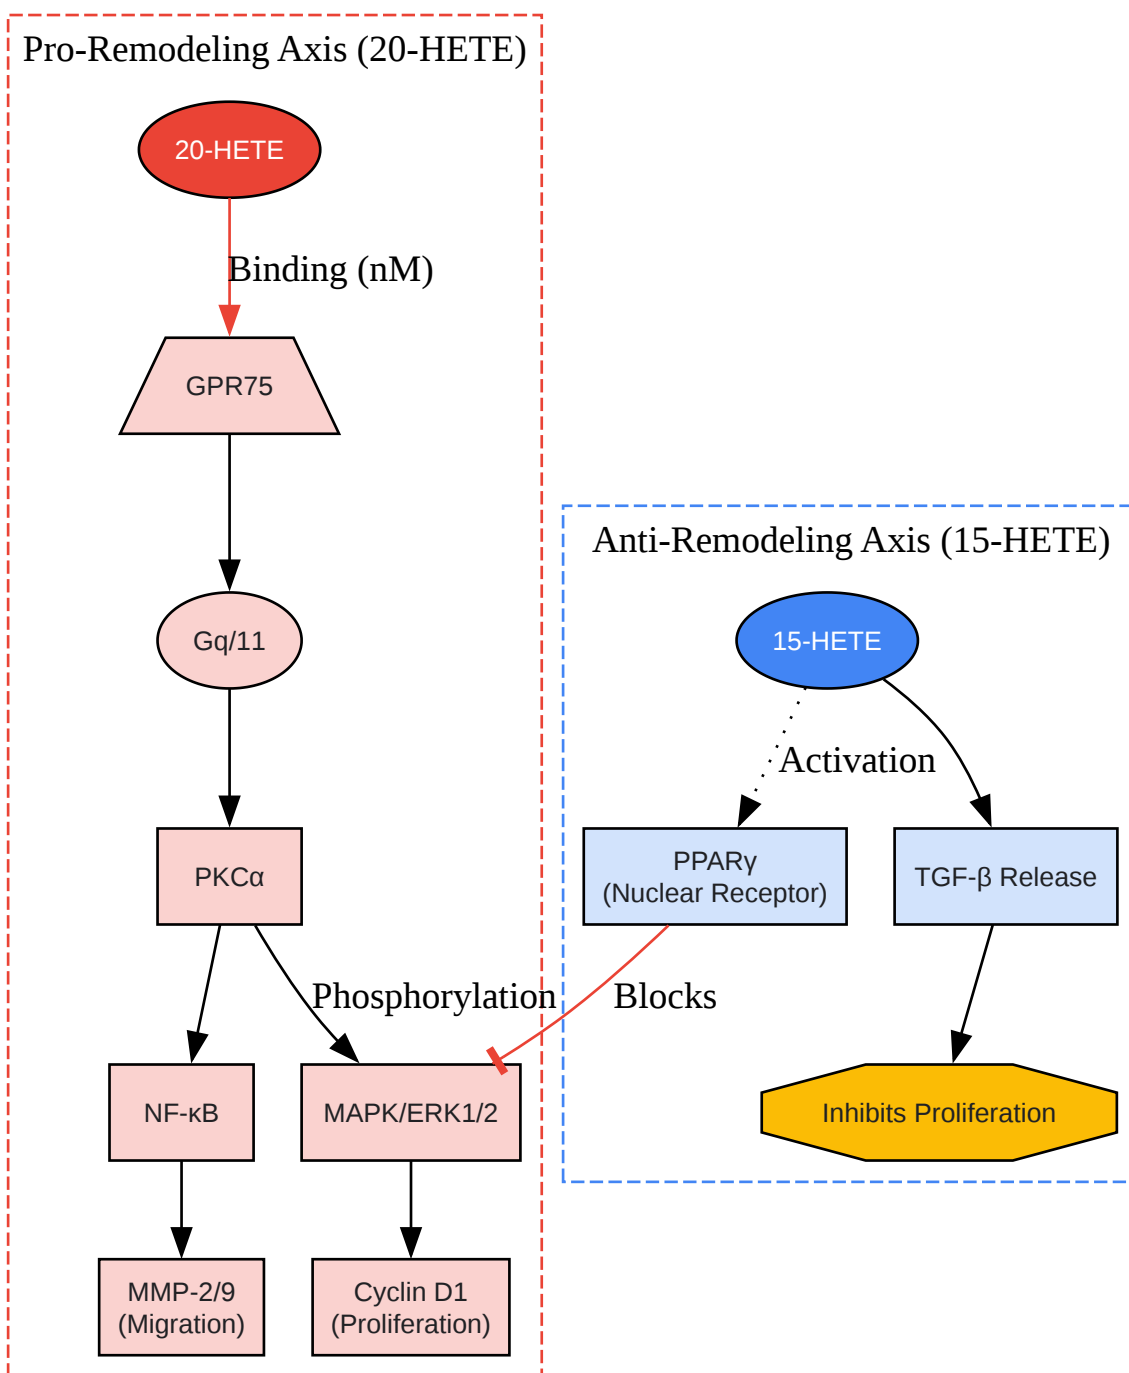 Pro-Remodeling Axis (20-HETE)
20-HETE
Binding (nM)
GPR75
Gq/11
PKCα
Phosphorylation
NF-κB
MAPK/ERK1/2
MMP-2/9
(Migration)
Cyclin D1
(Proliferation)
Anti-Remodeling Axis (15-HETE)
15-HETE
Activation
PPARγ
(Nuclear Receptor)
TGF-β Release
Blocks
Inhibits Proliferation